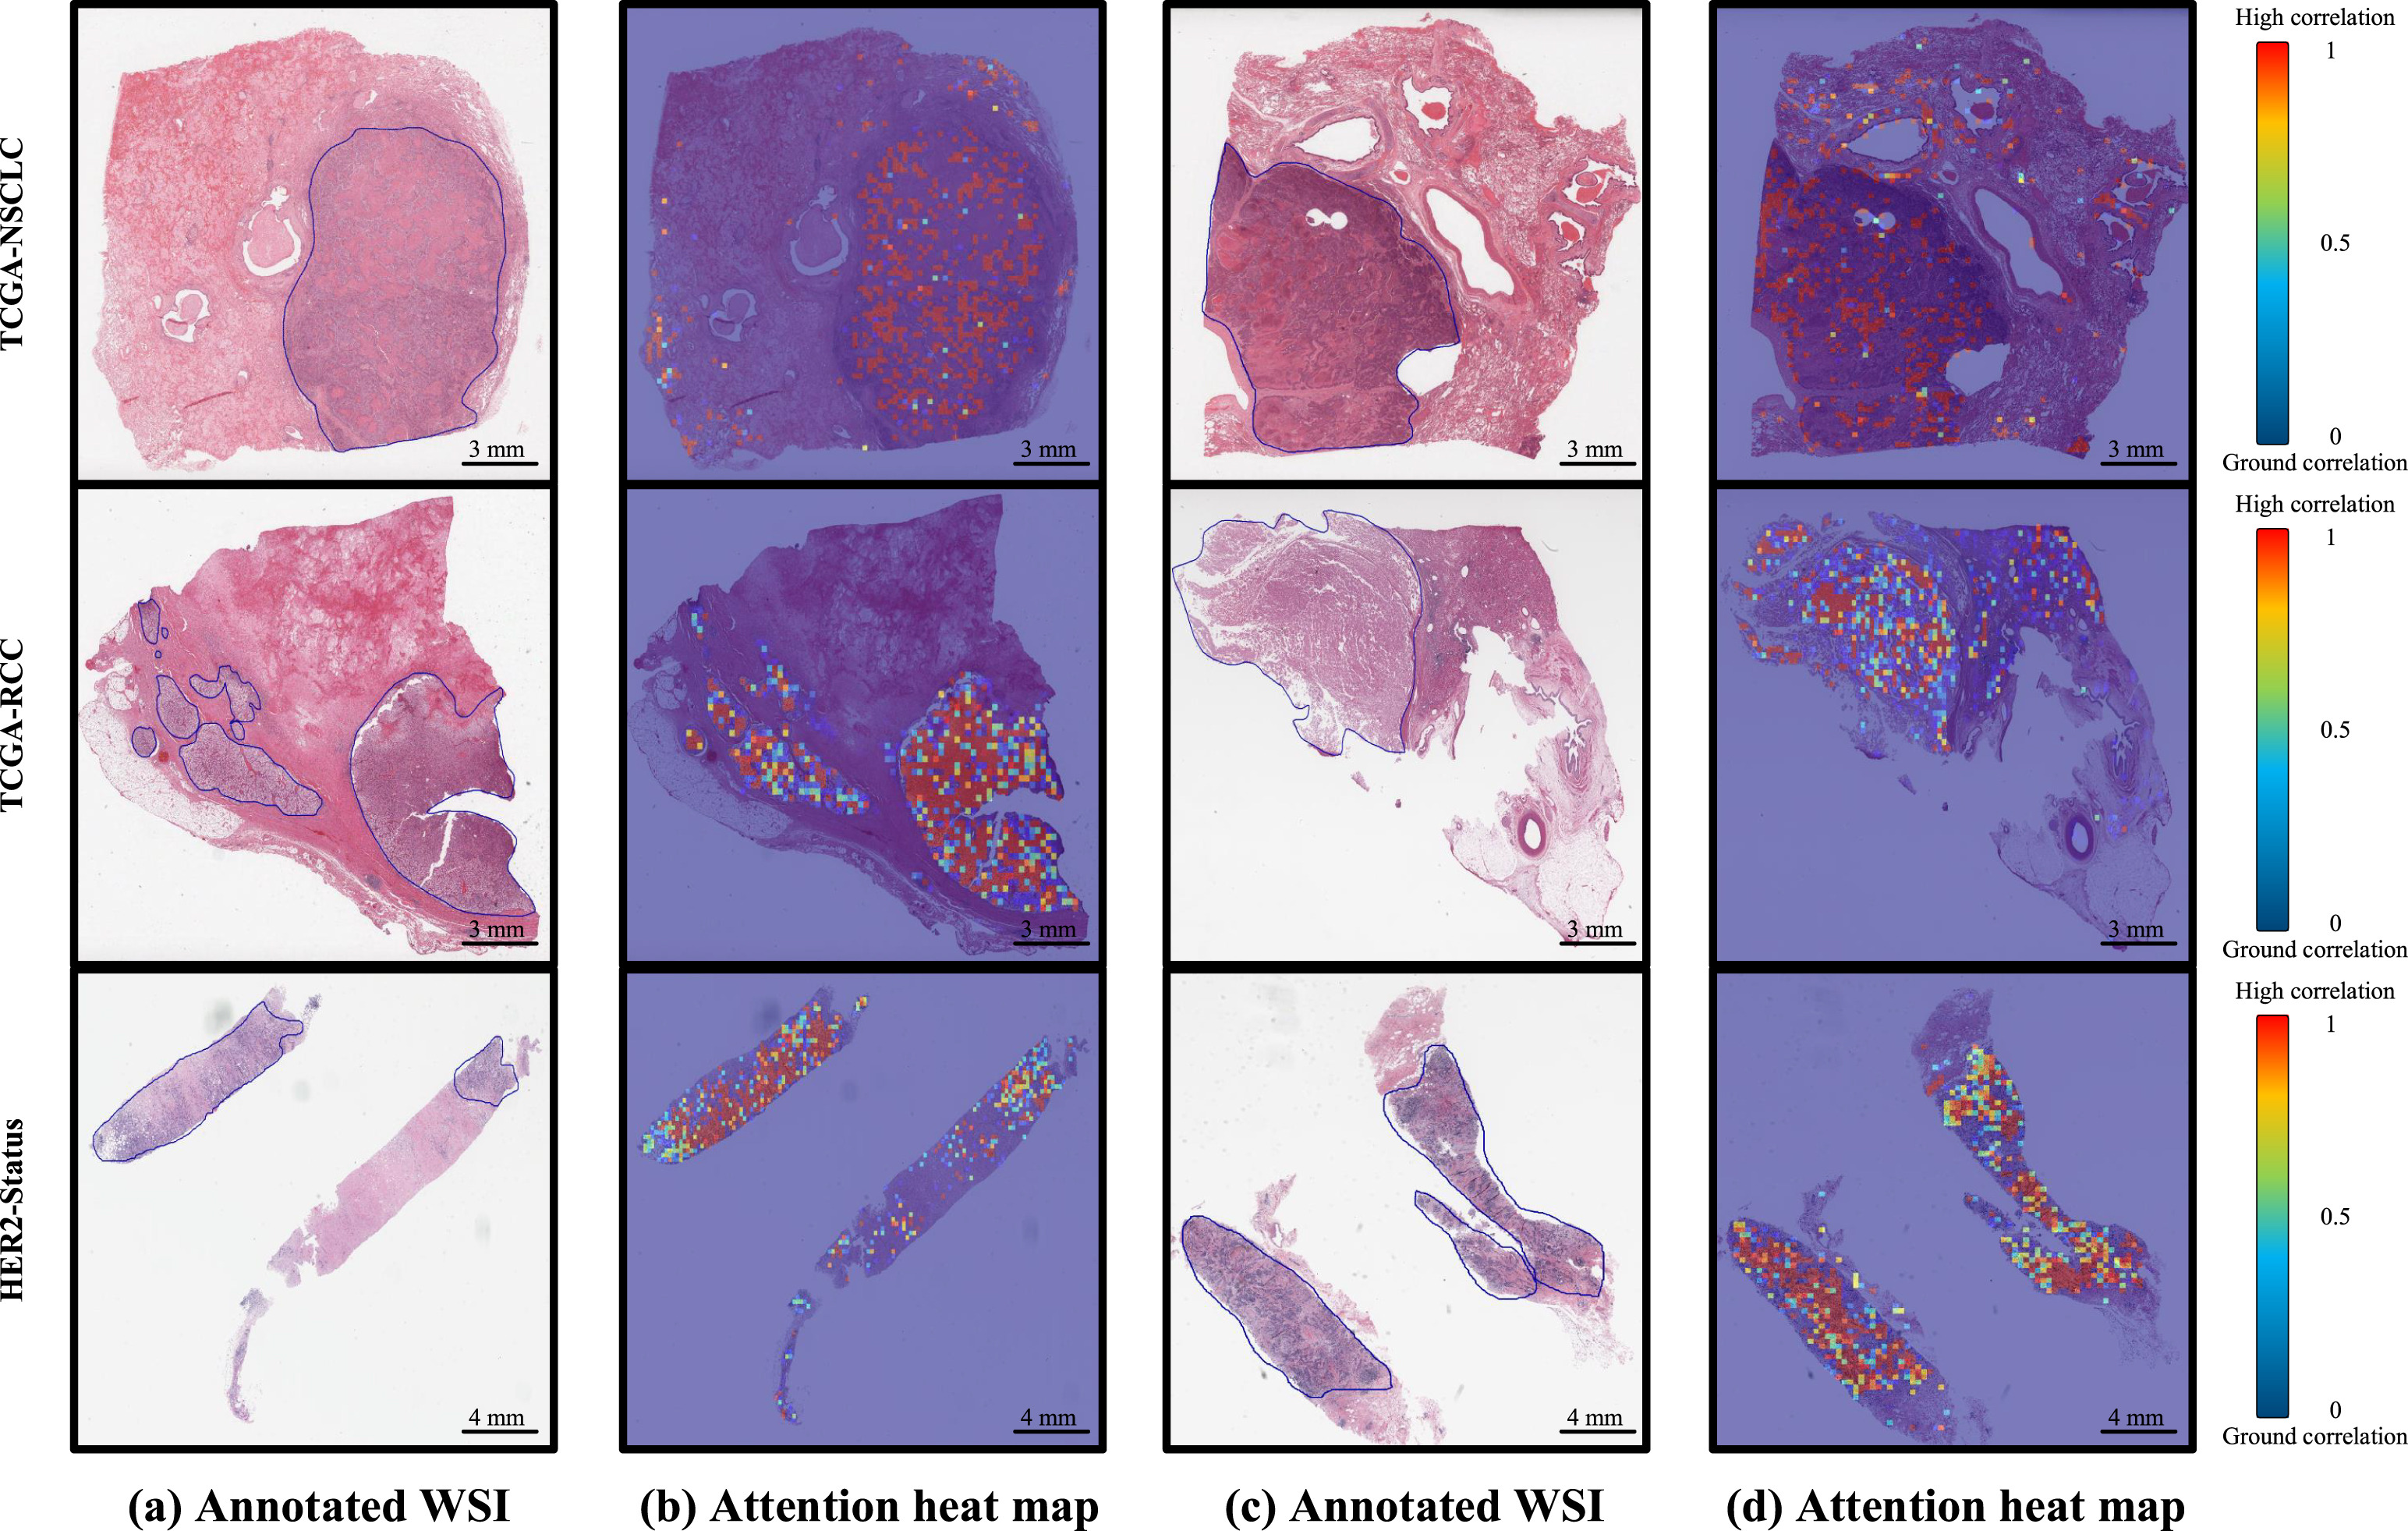 TCGA-NSCLC
3 mm
3 mm
3 mm
3 mm
High correlation
1
0.5
0
Ground correlation
TCGA-RCC
3 mm
3 mm
3 mm
3 mm
High correlation
1
0.5
0
Ground correlation
HER2-Status
4 mm
4 mm
4 mm
4 mm
High correlation
1
0.5
0
Ground correlation
(a) Annotated WSI
(b) Attention heat map
(c) Annotated WSI
(d) Attention heat map